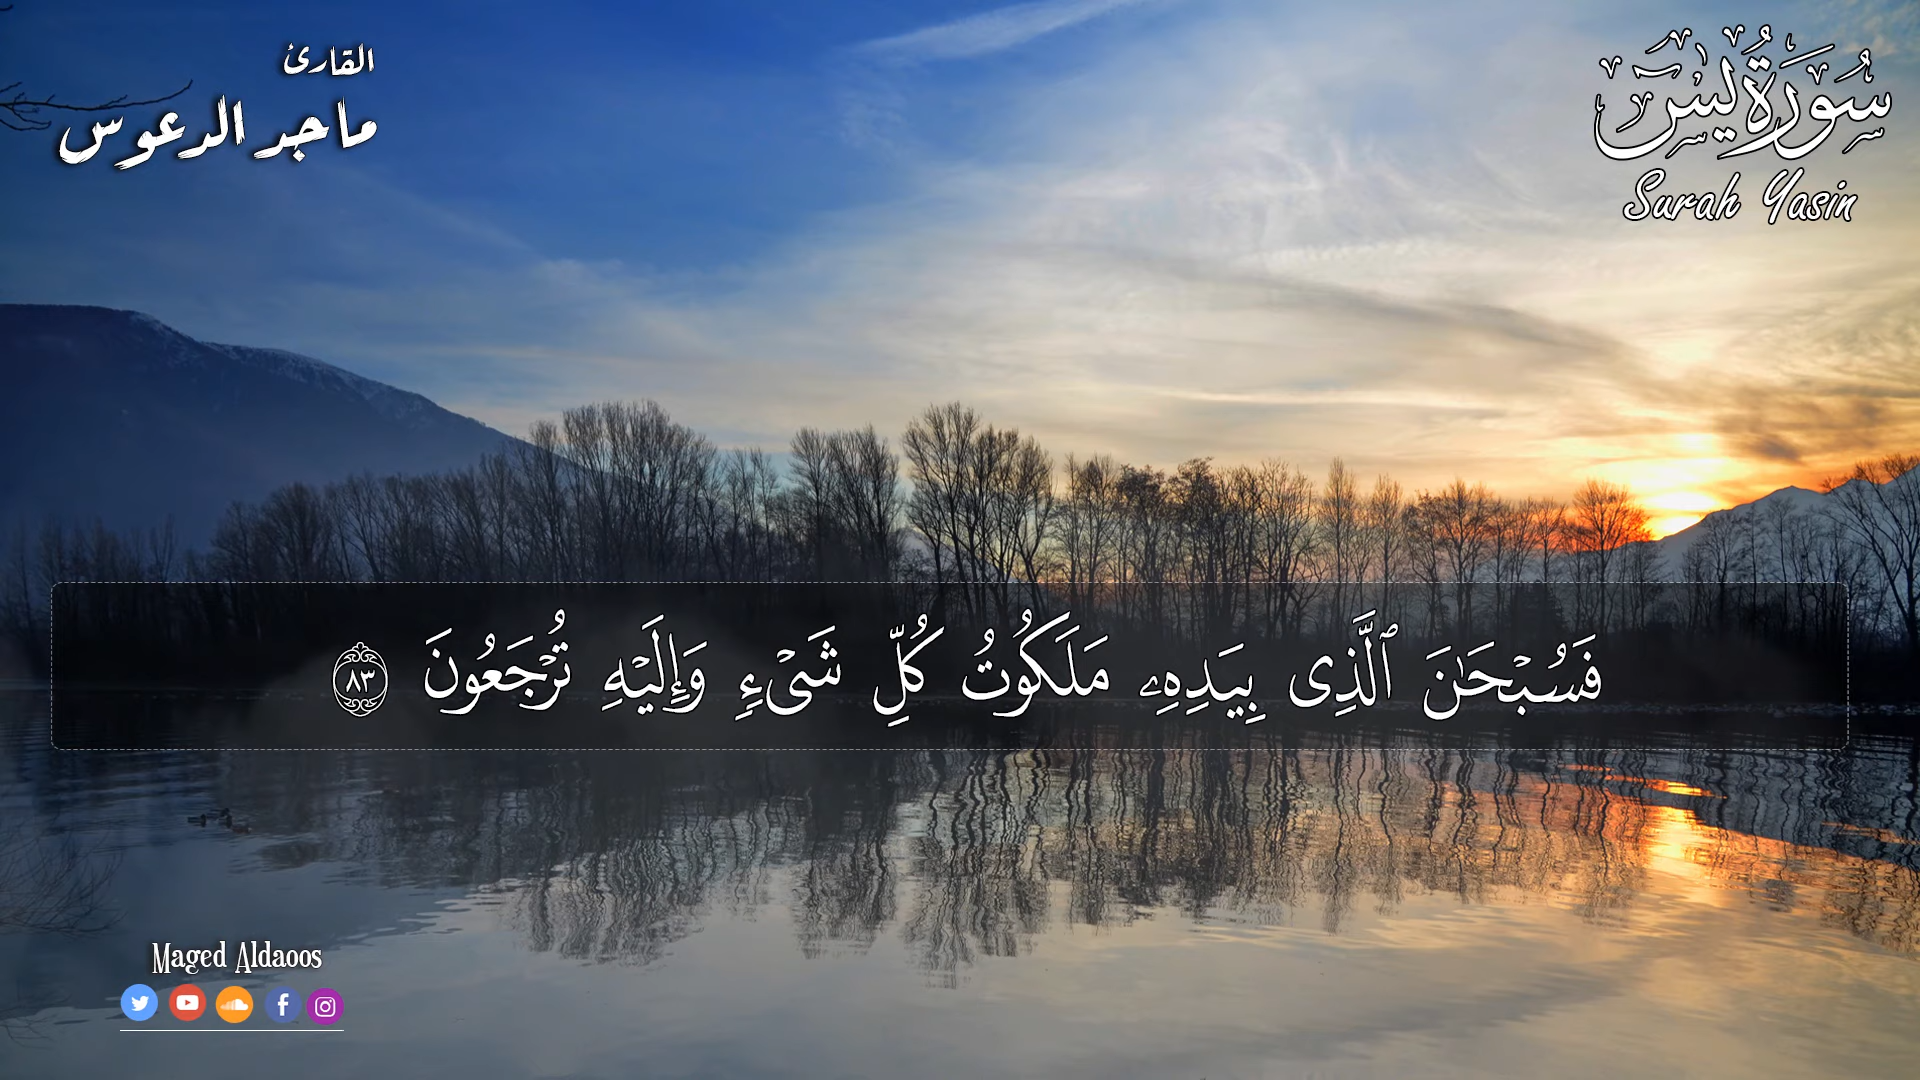 القارئ
ماجد الدعوس
سُورَةُ يسٓ
Surah Yasin
فَسُبْحَٰنَ ٱلَّذِى بِيَدِهِۦ مَلَكُوتُ كُلِّ شَىْءٍ وَإِلَيْهِ تُرْجَعُونَ ٨٣
Maged Aldaoos